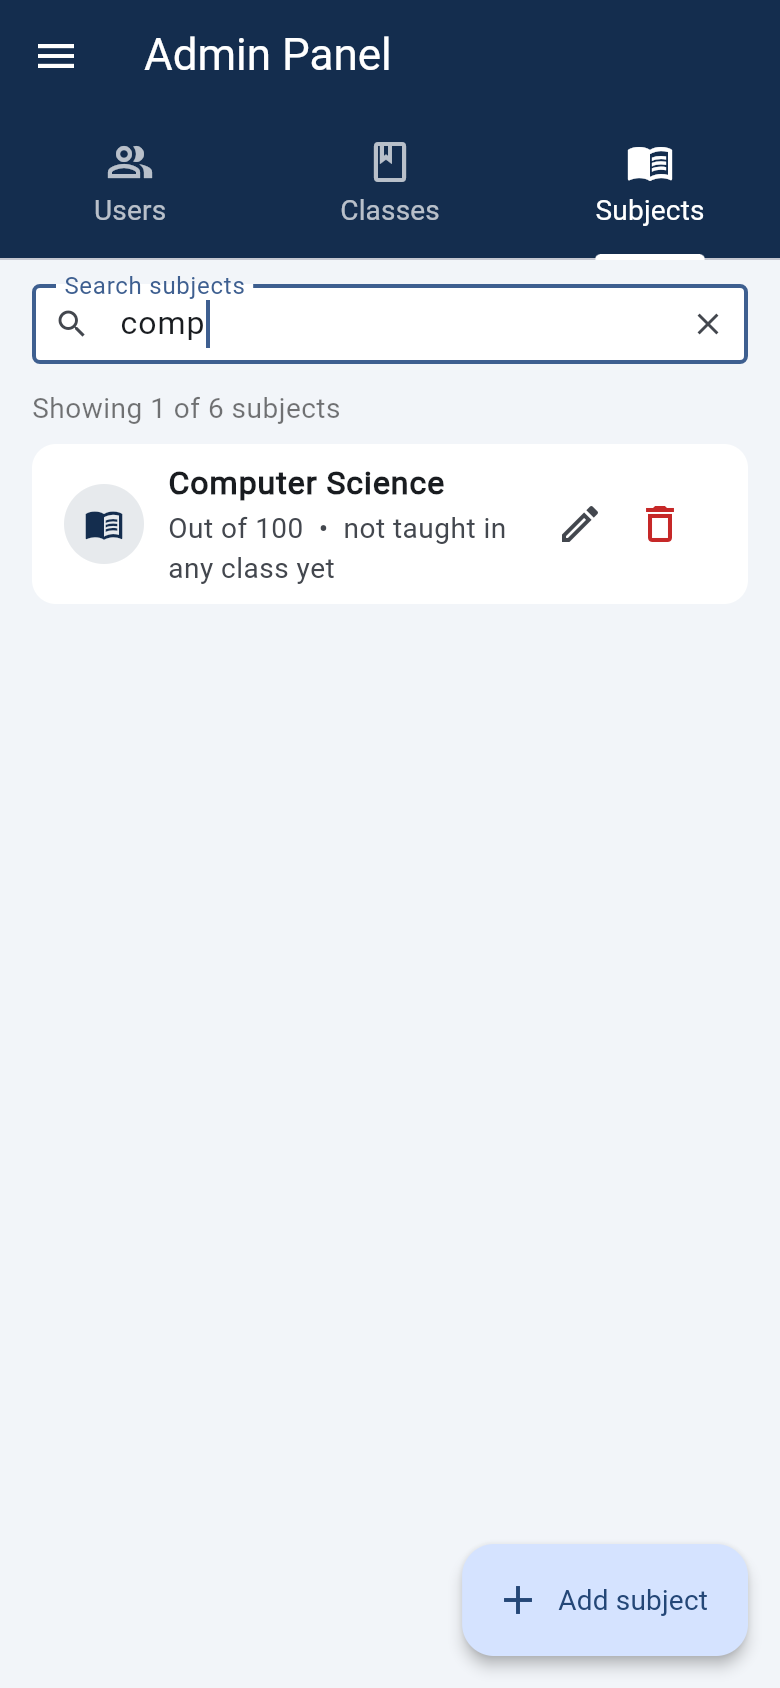 Admin Panel
Users
Classes
Subjects
Search subjects
comp
Showing 1 of 6 subjects
Computer Science
Out of 100 • not taught in
any class yet
Add subject